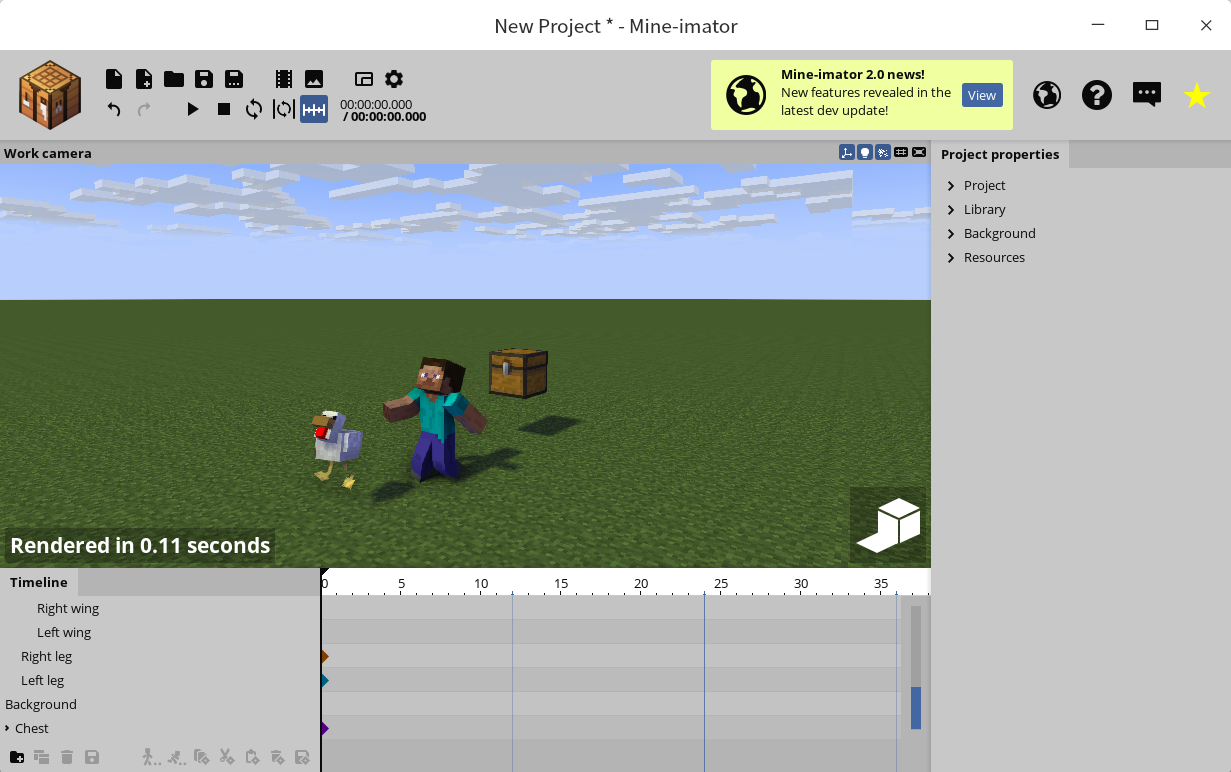 New Project * - Mine-imator
Mine-imator 2.0 news!
New features revealed in the
latest dev update!
View
00:00:00.000
/ 00:00:00.000
Work camera
Project properties
Project
Library
Background
Resources
Rendered in 0.11 seconds
Timeline
0 5 10 15 20 25 30 35
Right wing
Left wing
Right leg
Left leg
Background
Chest